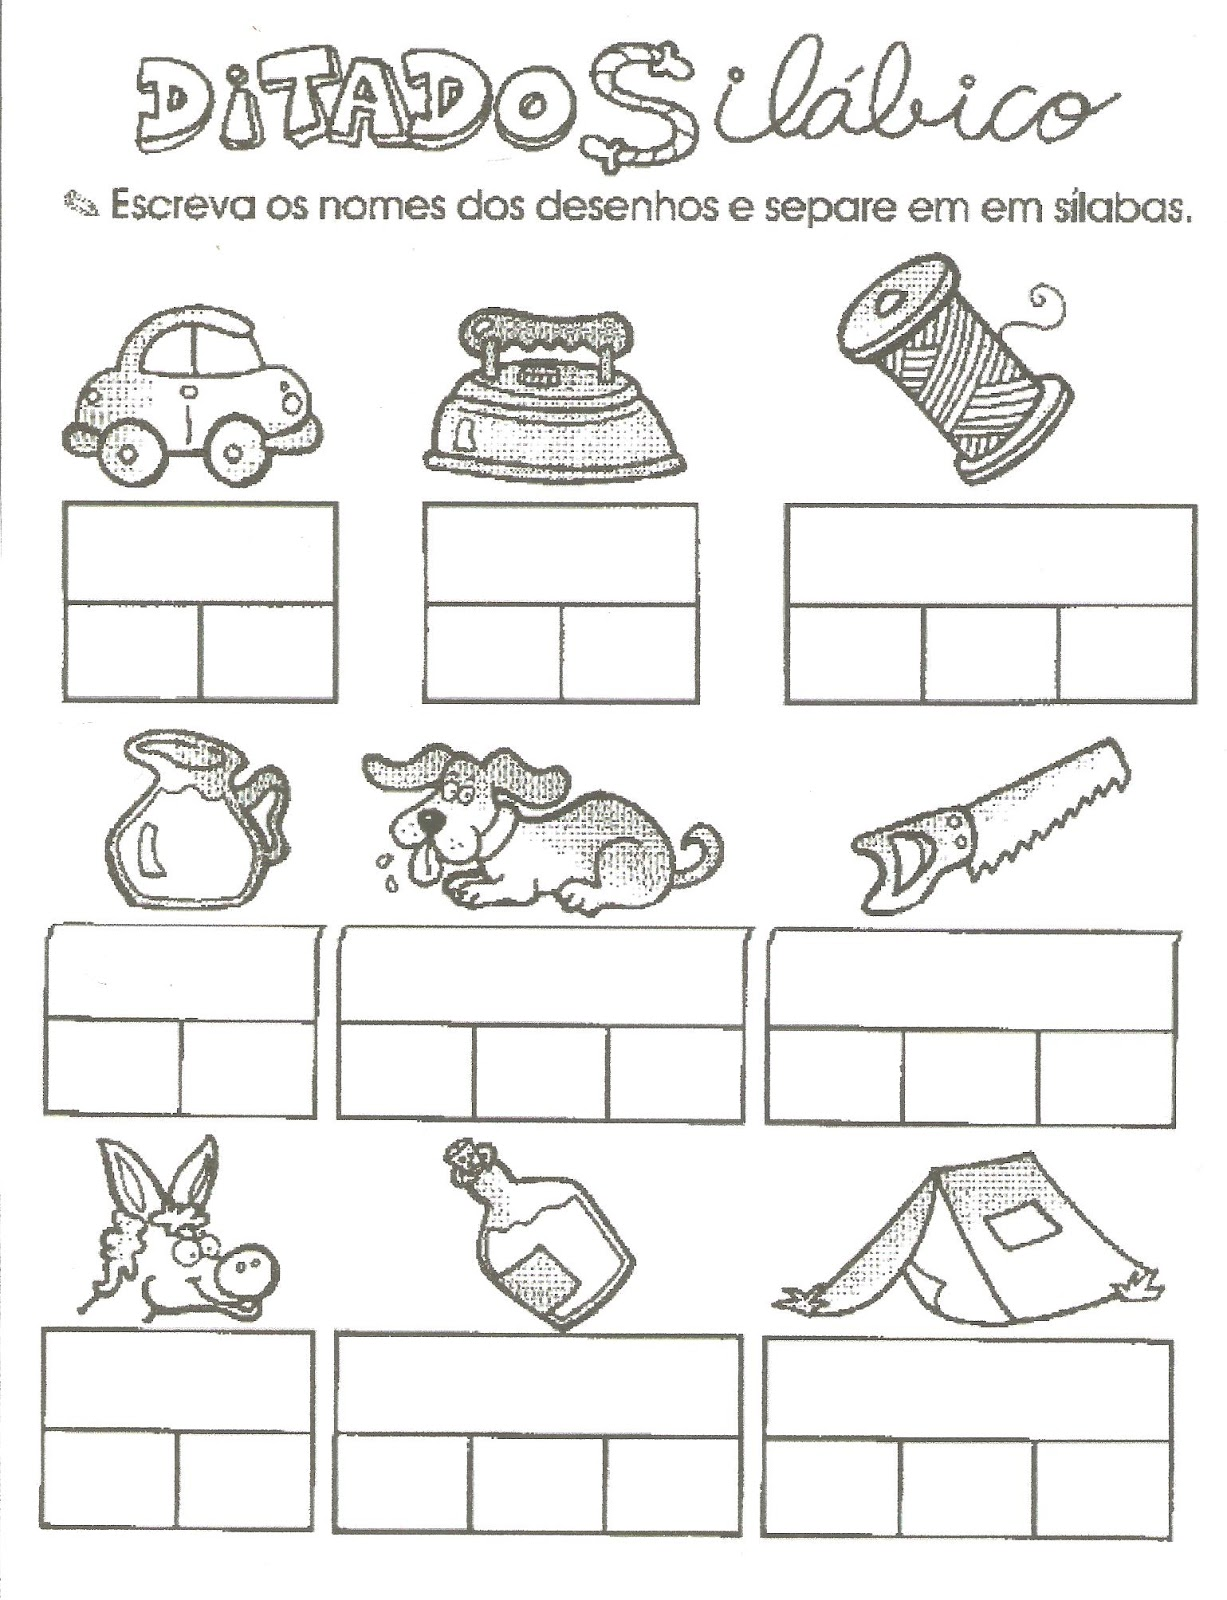 DiTADO Silábico
Escreva os nomes dos desenhos e separe em em sílabas.